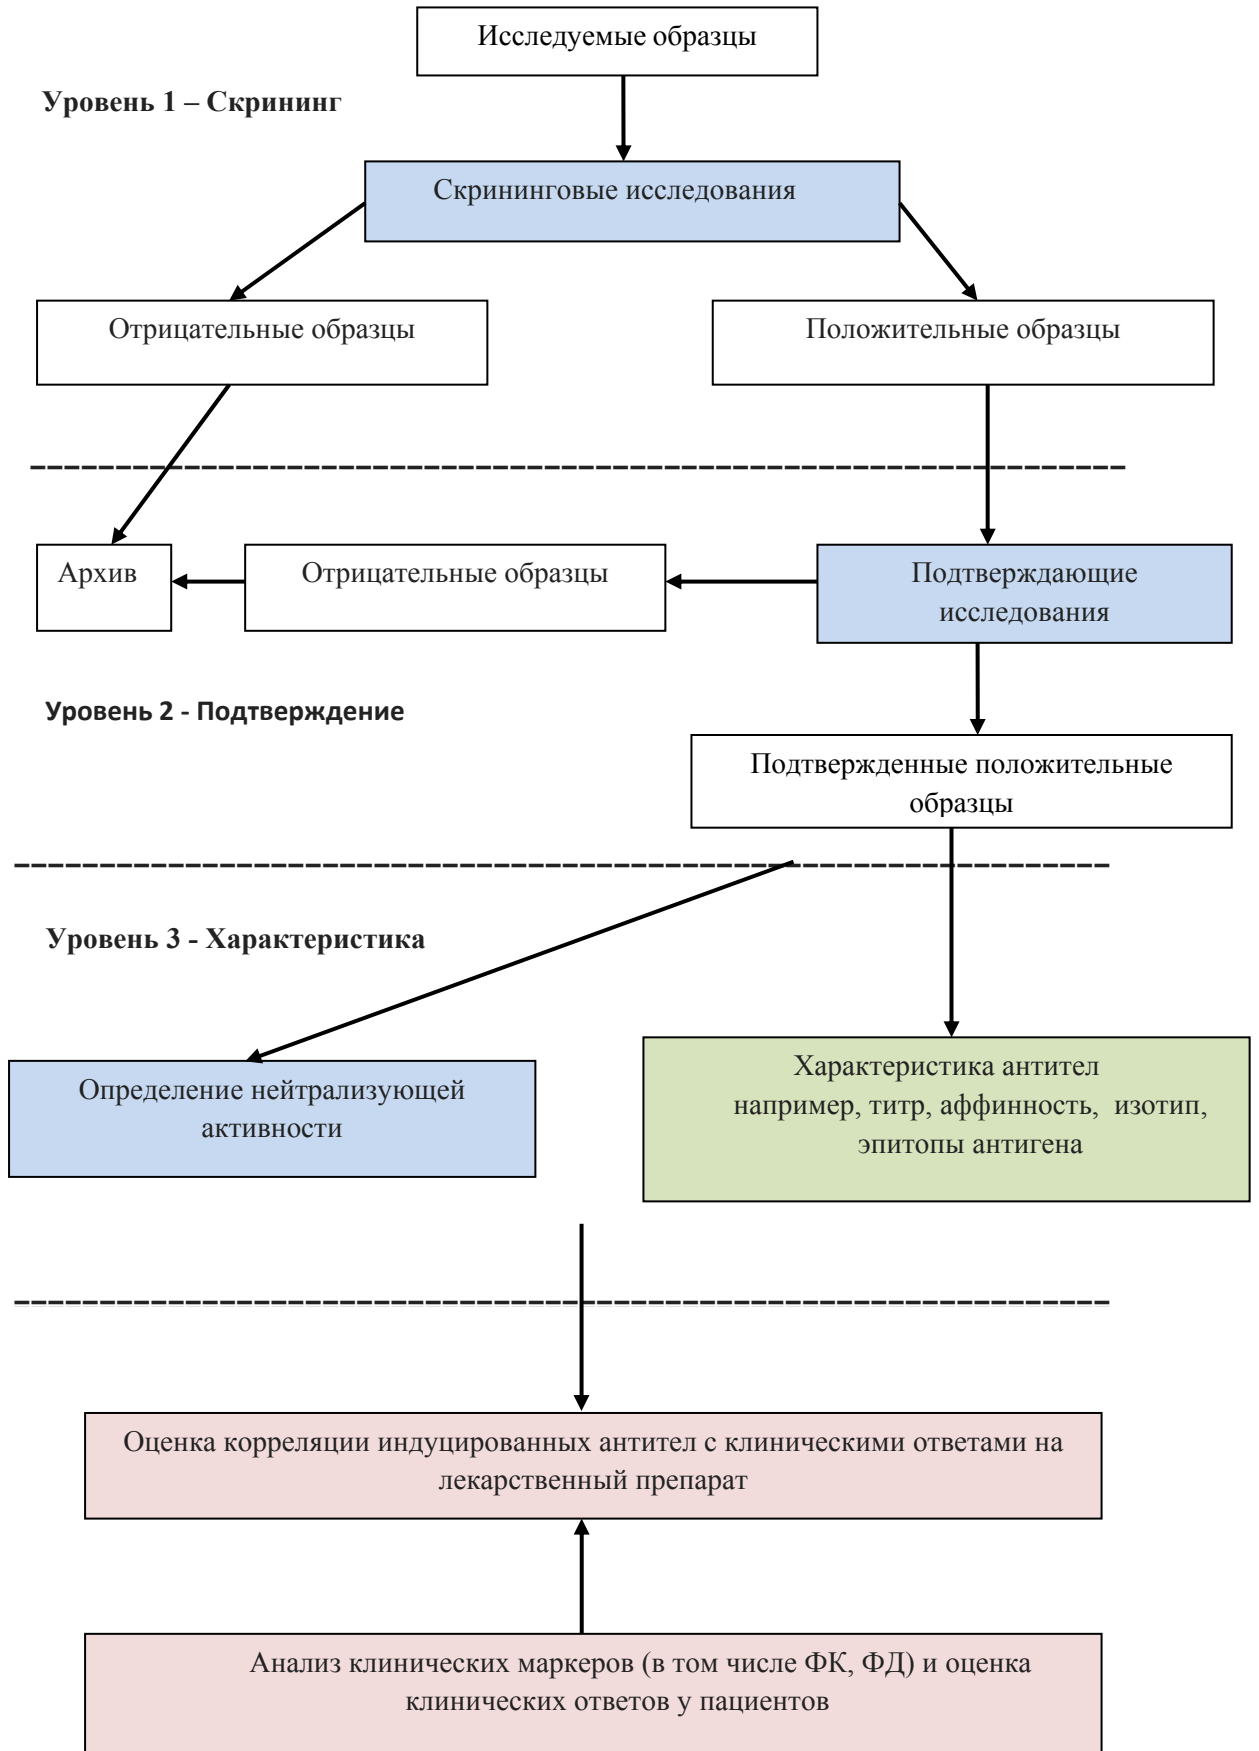 Исследуемые образцы
Уровень 1 – Скрининг
Скрининговые исследования
Отрицательные образцы
Положительные образцы
Архив
Отрицательные образцы
Подтверждающие
исследования
Уровень 2 - Подтверждение
Подтвержденные положительные
образцы
Уровень 3 - Характеристика
Определение нейтрализующей
активности
Характеристика антител
например, титр, аффинность, изотип,
эпитопы антигена
Оценка корреляции индуцированных антител с клиническими ответами на
лекарственный препарат
Анализ клинических маркеров (в том числе ФК, ФД) и оценка
клинических ответов у пациентов